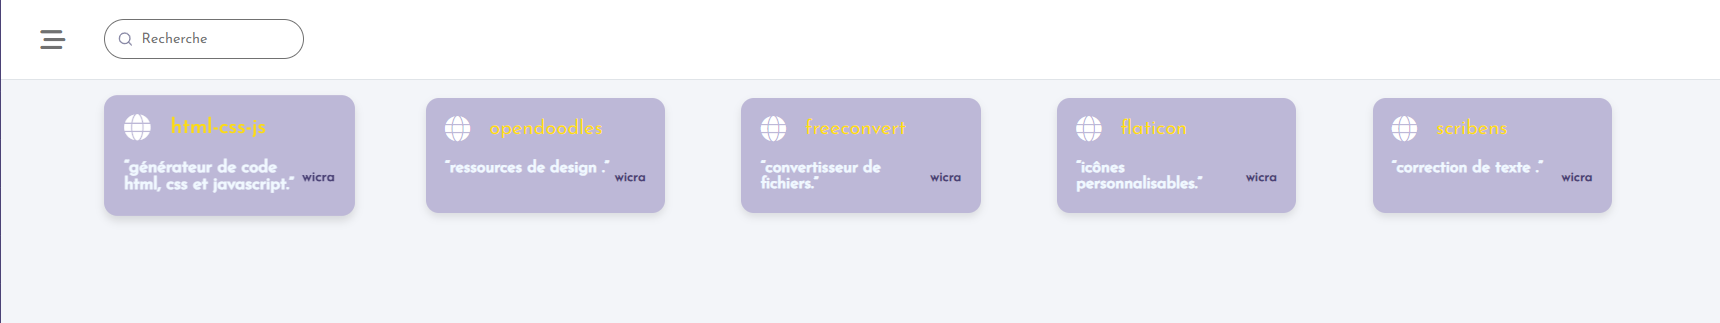 Recherche
html-css-js
"générateur de code
html, css et javascript."
wicra
opendoodles
"ressources de design ."
wicra
freeconvert
"convertisseur de
fichiers."
wicra
flaticon
"icônes
personnalisables."
wicra
scribens
"correction de texte ."
wicra